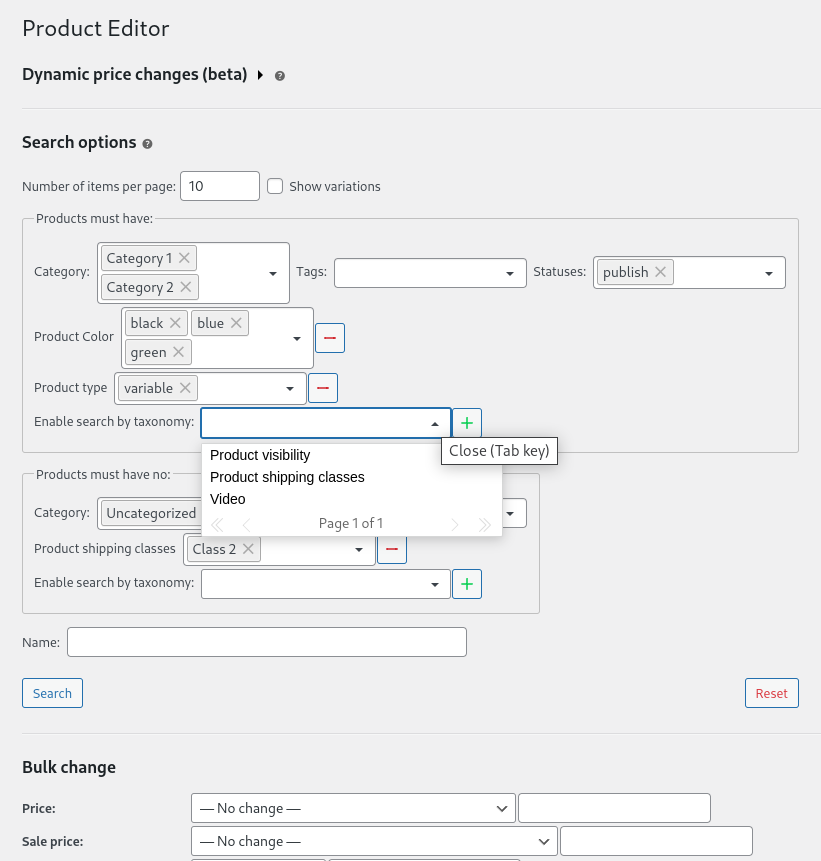 Product Editor
Dynamic price changes (beta)
Search options
Number of items per page: 10 Show variations
Products must have:
Category: Category 1 Category 2 Tags: Statuses: publish
Product Color black blue green
Product type variable
Enable search by taxonomy:
Close (Tab key)
Product visibility
Product shipping classes
Video
Page 1 of 1
Products must have no:
Category: Uncategorized
Product shipping classes Class 2
Enable search by taxonomy:
Name:
Search Reset
Bulk change
Price: — No change —
Sale price: — No change —